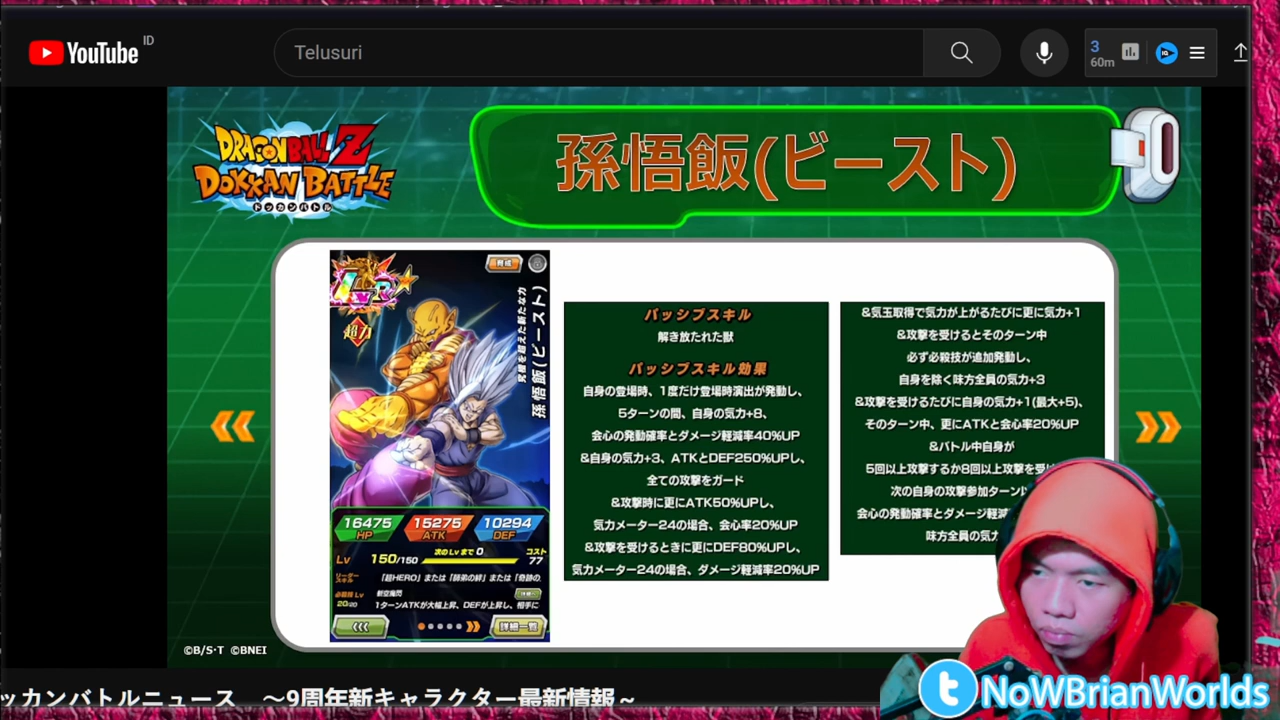 YouTube ID
Telusuri
3
60m
DRAGON BALL Z
DOKKAN BATTLE
ドッカンバトル
孫悟飯(ビースト)
育成
LR
超力
究極を超えた新たな力
孫悟飯(ビースト)
16475
HP
15275
ATK
10294
DEF
Lv 150/150
次のLvまで 0
コスト
77
リーダー
スキル
「超HERO」または「師弟の絆」または「奇跡の
必殺技 Lv
20/20
1ターンATKが大幅上昇、DEFが上昇し、相手に
詳細一覧
パッシブスキル
解き放たれた獣
パッシブスキル効果
自身の登場時、1度だけ登場時演出が発動し、
5ターンの間、自身の気力+8、
会心の発動確率とダメージ軽減率40%UP
&自身の気力+3、ATKとDEF250%UPし、
全ての攻撃をガード
&攻撃時に更にATK50%UPし、
気力メーター24の場合、会心率20%UP
&攻撃を受けるときに更にDEF80%UPし、
気力メーター24の場合、ダメージ軽減率20%UP
&気玉取得で気力が上がるたびに更に気力+1
&攻撃を受けるとそのターン中
必ず必殺技が追加発動し、
自身を除く味方全員の気力+3
&攻撃を受けるたびに自身の気力+1(最大+5)、
そのターン中、更にATKと会心率20%UP
&バトル中自身が
5回以上攻撃するか8回以上攻撃を受け
次の自身の攻撃参加ターン
会心の発動確率とダメージ軽減
味方全員の気力
©B/S・T ©BNEI
ッカンバトルニュース ～9周年新キャラクター最新情報～
NoWBrianWorlds